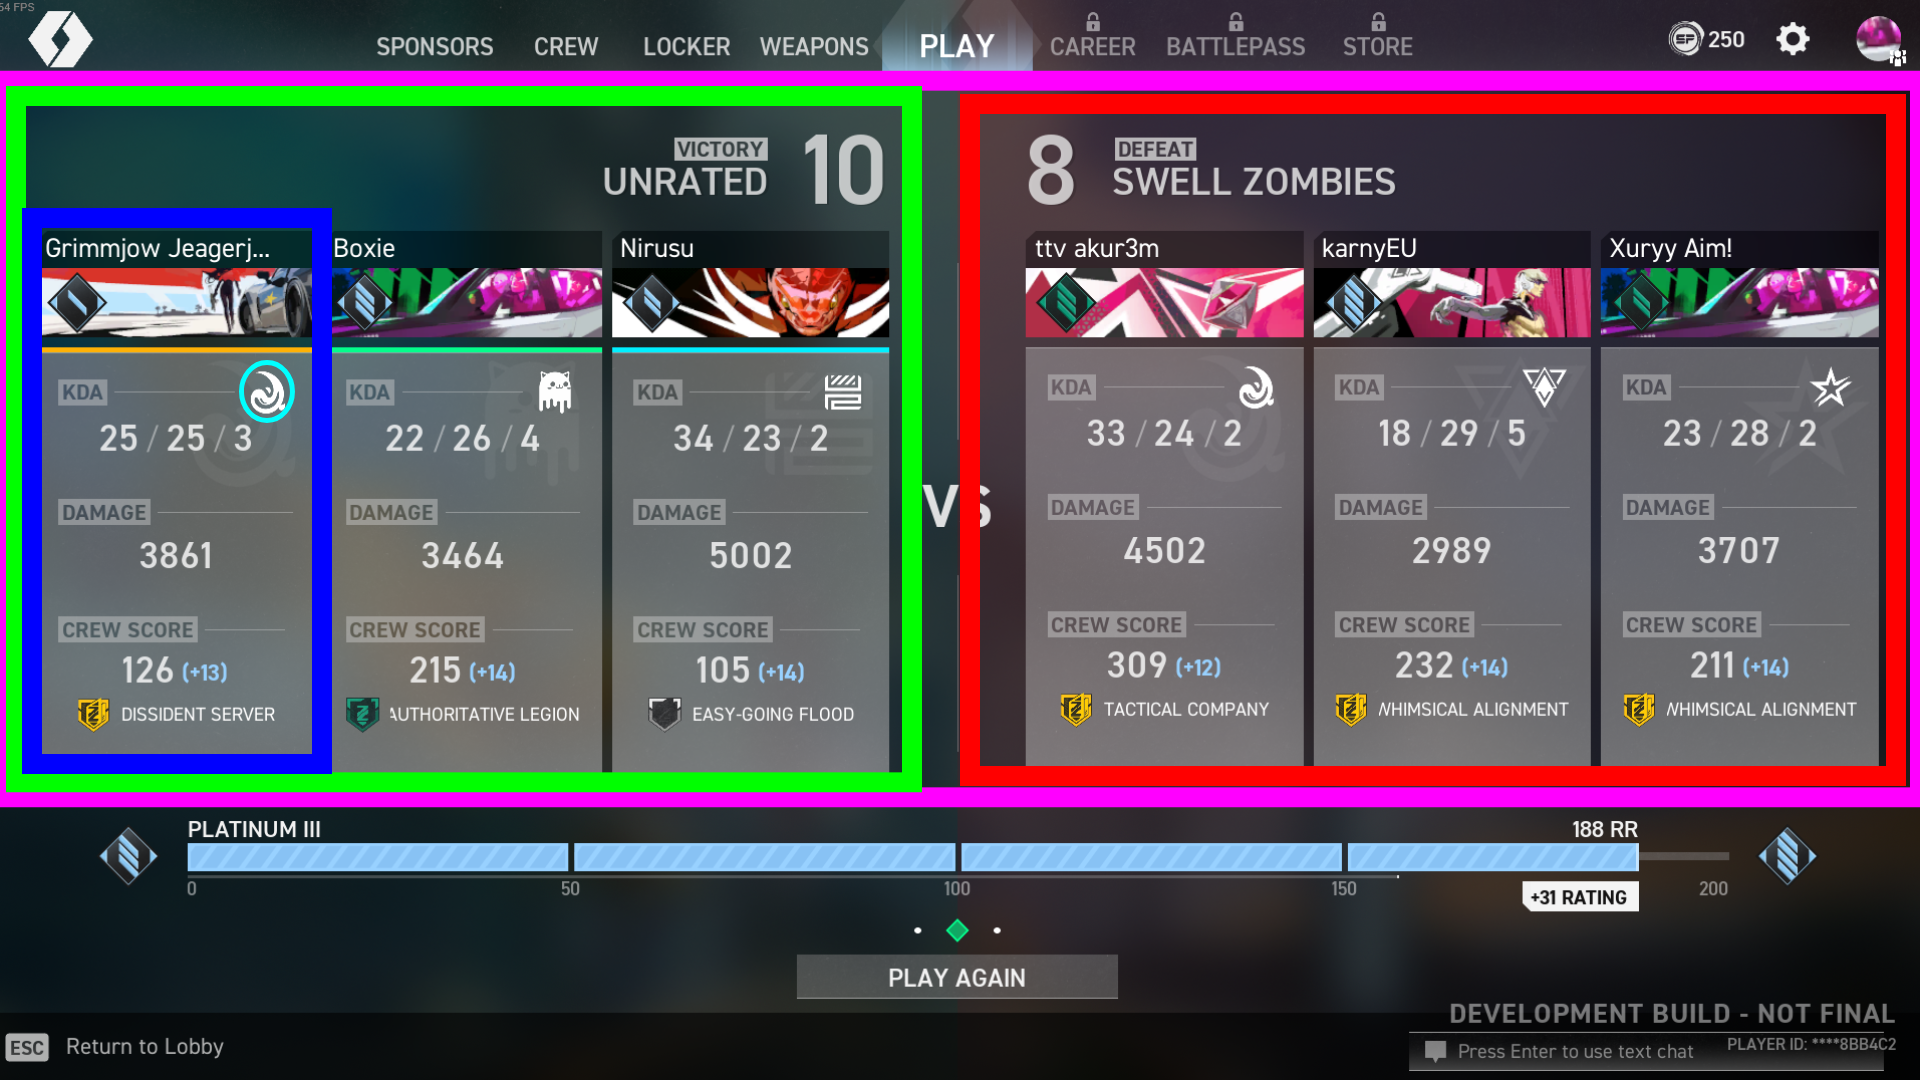 54 FPS
SPONSORS CREW LOCKER WEAPONS PLAY CAREER BATTLEPASS STORE
SP 250
VICTORY
UNRATED 10
8 DEFEAT
SWELL ZOMBIES
VS
Grimmjow Jeagerj...
KDA
25 / 25 / 3
DAMAGE
3861
CREW SCORE
126 (+13)
DISSIDENT SERVER
Boxie
KDA
22 / 26 / 4
DAMAGE
3464
CREW SCORE
215 (+14)
AUTHORITATIVE LEGION
Nirusu
KDA
34 / 23 / 2
DAMAGE
5002
CREW SCORE
105 (+14)
EASY-GOING FLOOD
ttv akur3m
KDA
33 / 24 / 2
DAMAGE
4502
CREW SCORE
309 (+12)
TACTICAL COMPANY
karnyEU
KDA
18 / 29 / 5
DAMAGE
2989
CREW SCORE
232 (+14)
WHIMSICAL ALIGNMENT
Xuryy Aim!
KDA
23 / 28 / 2
DAMAGE
3707
CREW SCORE
211 (+14)
WHIMSICAL ALIGNMENT
PLATINUM III 188 RR
0 50 100 150 200
+31 RATING
PLAY AGAIN
DEVELOPMENT BUILD - NOT FINAL
ESC Return to Lobby
Press Enter to use text chat
PLAYER ID: ****8BB4C2